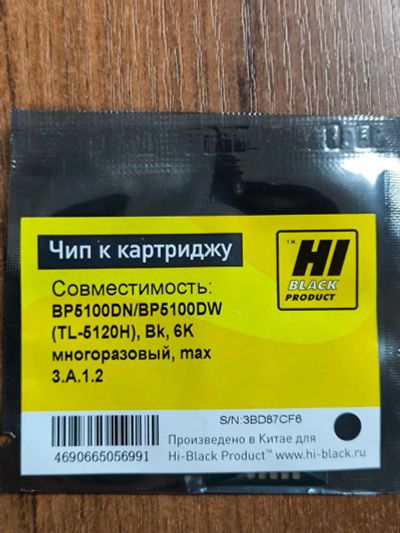 Чип к картриджу
T.M.
HI
BLACK
PRODUCT
Совместимость:
BP5100DN/BP5100DW
(TL-5120H), Bk, 6K
многоразовый, max
3.A.1.2
S/N:3BD87CF6
4690665056991
Произведено в Китае для
Hi-Black Product™ www.hi-black.ru